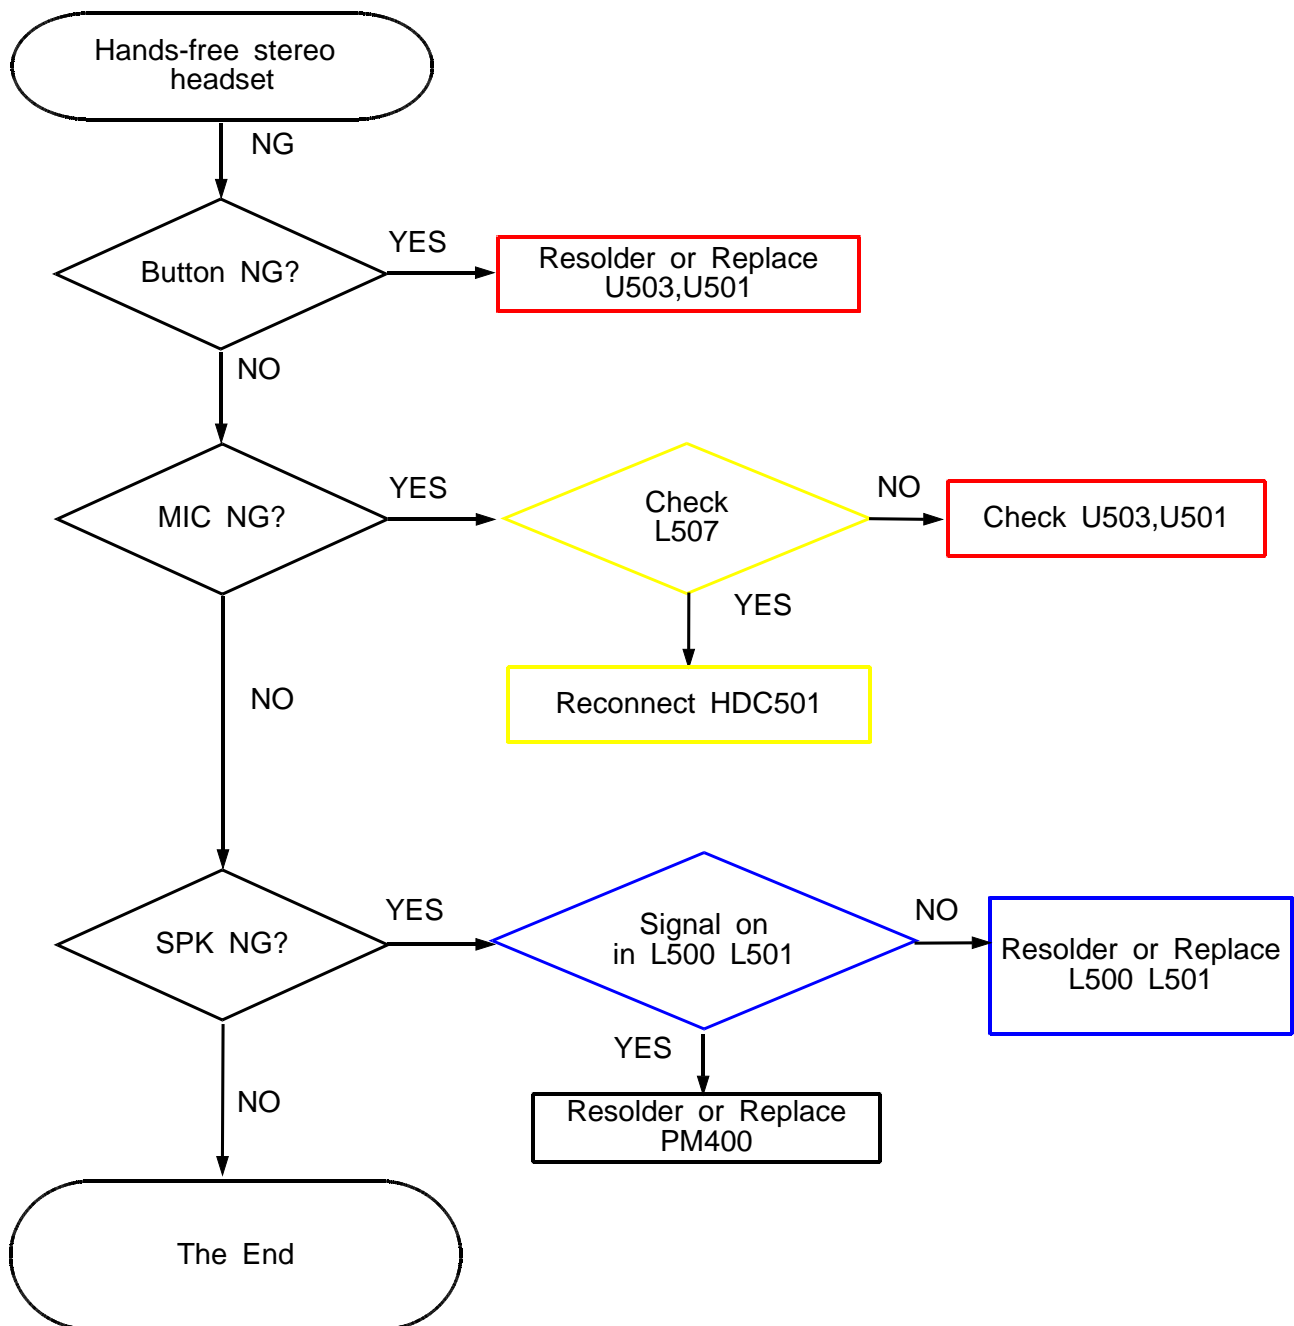 Hands-free stereo
headset
NG
Button NG?
YES
Resolder or Replace
U503,U501
NO
MIC NG?
YES
Check
L507
NO
Check U503,U501
YES
Reconnect HDC501
NO
SPK NG?
YES
Signal on
in L500 L501
NO
Resolder or Replace
L500 L501
YES
Resolder or Replace
PM400
NO
The End